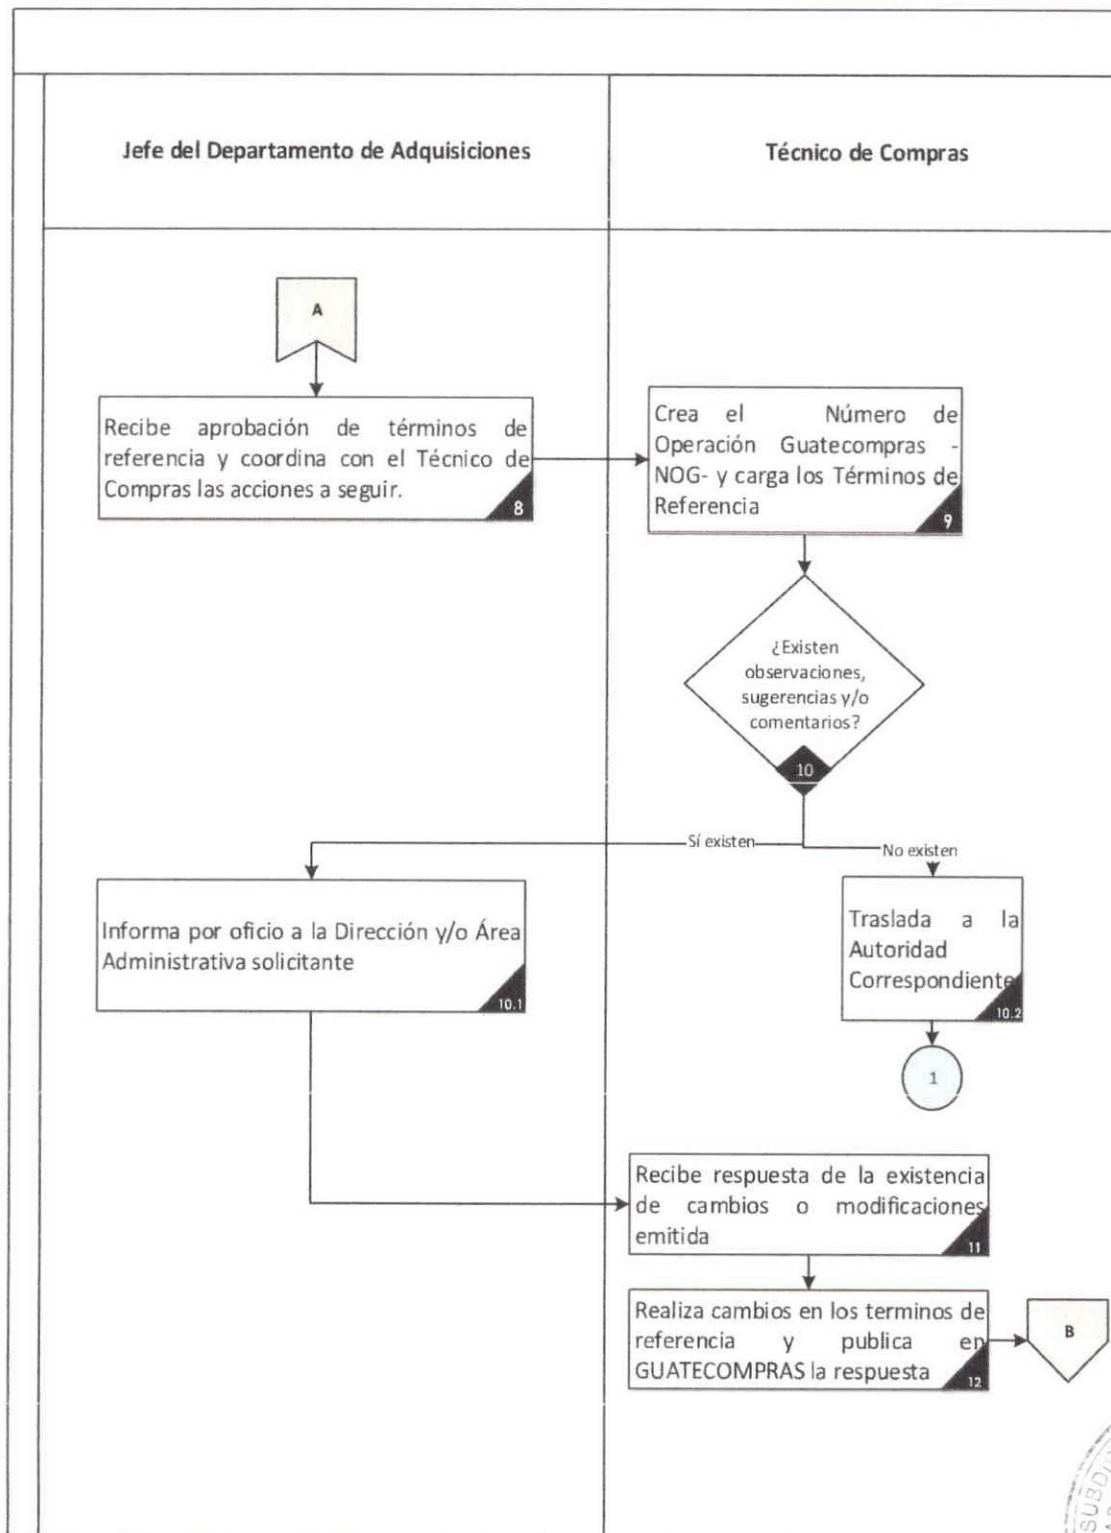 Jefe del Departamento de Adquisiciones
Técnico de Compras
A
Recibe aprobación de términos de
referencia y coordina con el Técnico de
Compras las acciones a seguir.
8
Crea el Número de
Operación Guatecompras -
NOG- y carga los Términos de
Referencia
9
¿Existen
observaciones,
sugerencias y/o
comentarios?
10
Sí existen
No existen
Informa por oficio a la Dirección y/o Área
Administrativa solicitante
10.1
Traslada a la
Autoridad
Correspondiente
10.2
1
Recibe respuesta de la existencia
de cambios o modificaciones
emitida
11
Realiza cambios en los terminos de
referencia y publica en
GUATECOMPRAS la respuesta
12
B